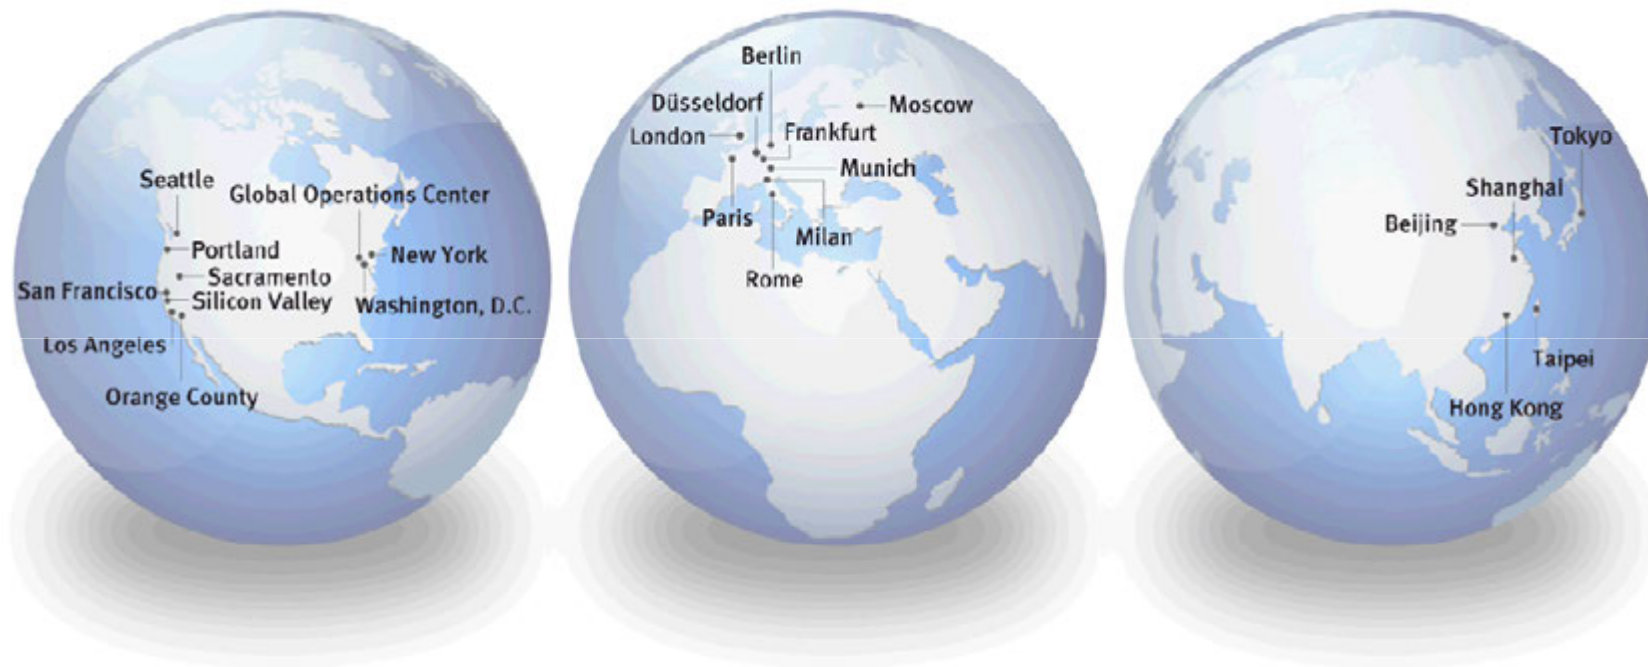 Seattle
Global Operations Center
Portland
New York
Sacramento
San Francisco
Silicon Valley
Washington, D.C.
Los Angeles
Orange County
Berlin
Düsseldorf
Moscow
London
Frankfurt
Munich
Paris
Milan
Rome
Tokyo
Shanghai
Beijing
Taipei
Hong Kong